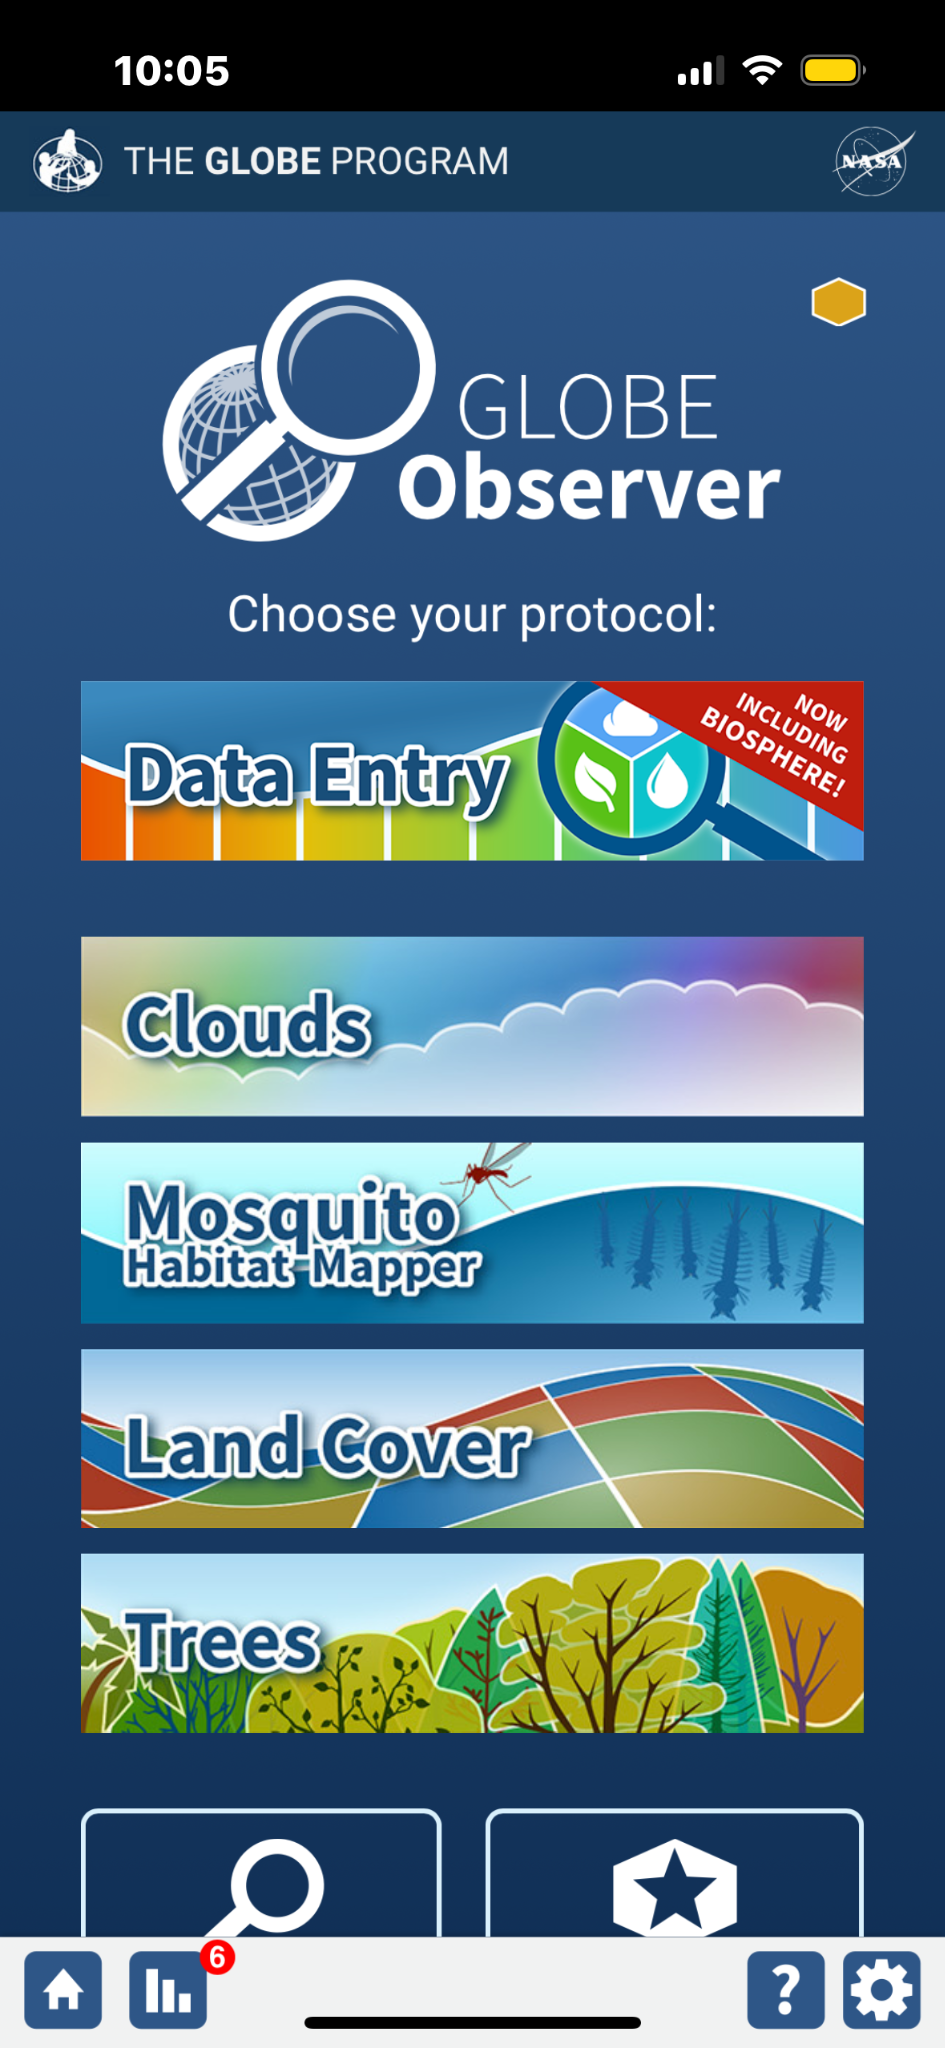 10:05
THE GLOBE PROGRAM
NASA
GLOBE
Observer
Choose your protocol:
Data Entry
NOW
INCLUDING
BIOSPHERE!
Clouds
Mosquito
Habitat Mapper
Land Cover
Trees
6
?